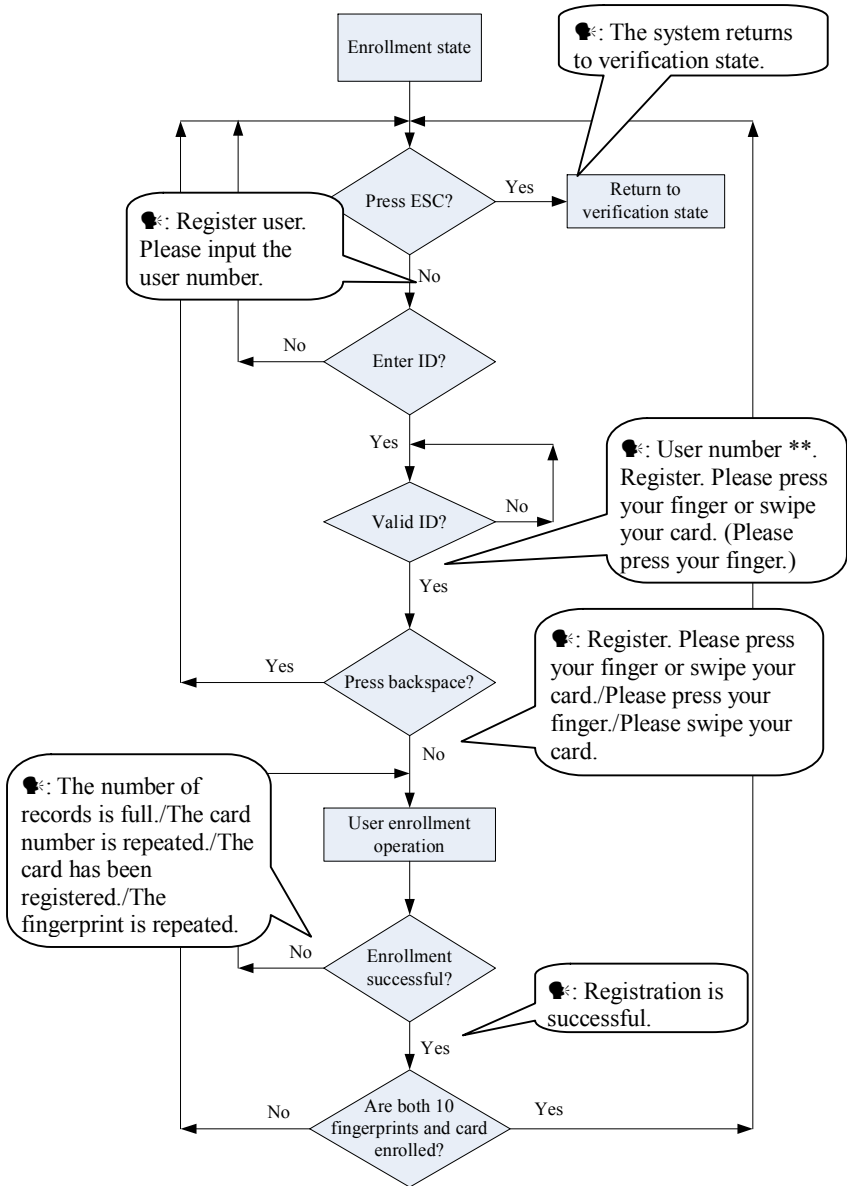 Enrollment state
🗣: The system returns
to verification state.
Press ESC?
Yes
Return to
verification state
🗣: Register user.
Please input the
user number.
No
No
Enter ID?
Yes
🗣: User number **.
Register. Please press
your finger or swipe
your card. (Please
press your finger.)
Valid ID?
No
Yes
🗣: Register. Please press
your finger or swipe your
card./Please press your
finger./Please swipe your
card.
Yes
Press backspace?
No
🗣: The number of
records is full./The card
number is repeated./The
card has been
registered./The
fingerprint is repeated.
User enrollment
operation
No
Enrollment
successful?
🗣: Registration is
successful.
Yes
No
Are both 10
fingerprints and card
enrolled?
Yes